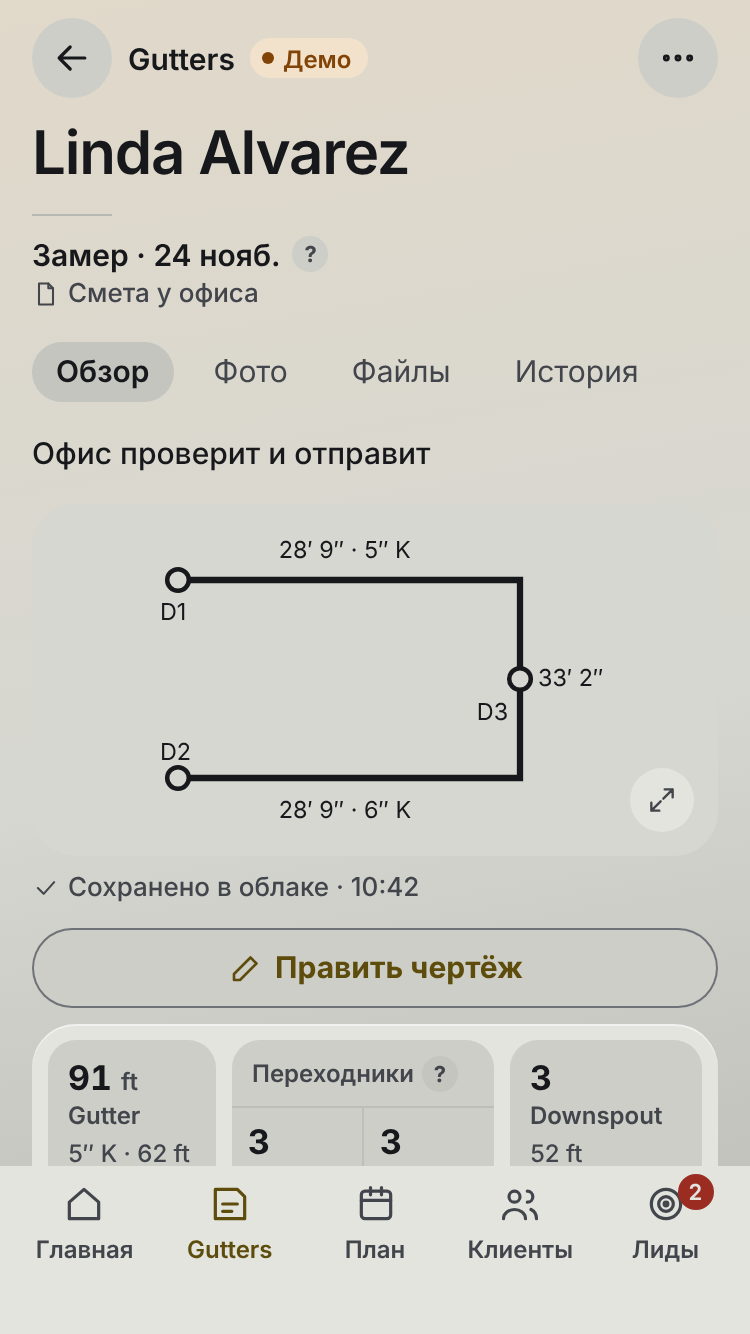 Gutters
Демо
Linda Alvarez
Замер · 24 нояб. ?
Смета у офиса
Обзор Фото Файлы История
Офис проверит и отправит
28′ 9″ · 5″ K
D1
33′ 2″
D3
D2
28′ 9″ · 6″ K
Сохранено в облаке · 10:42
Править чертёж
91 ft
Gutter
5″ K · 62 ft
Переходники ?
3 3
3
Downspout
52 ft
Главная
Gutters
План
Клиенты
2
Лиды